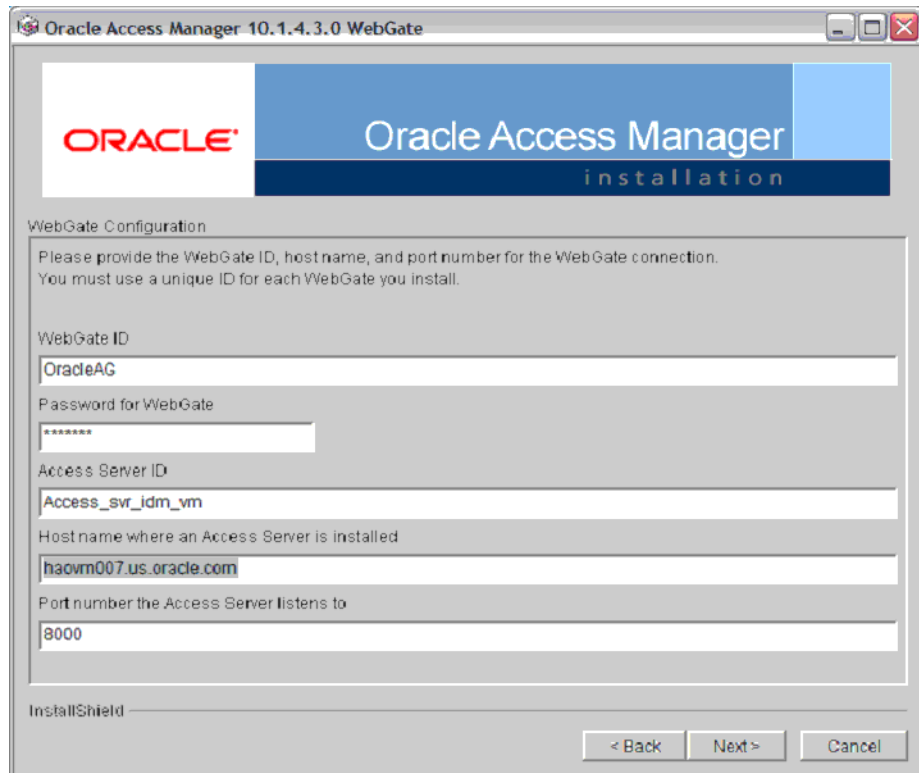 Oracle Access Manager 10.1.4.3.0 WebGate
ORACLE
Oracle Access Manager
installation
WebGate Configuration
Please provide the WebGate ID, host name, and port number for the WebGate connection.
You must use a unique ID for each WebGate you install.
WebGate ID
OracleAG
Password for WebGate
*******
Access Server ID
Access_svr_idm_vm
Host name where an Access Server is installed
haovm007.us.oracle.com
Port number the Access Server listens to
8000
InstallShield
< Back
Next >
Cancel